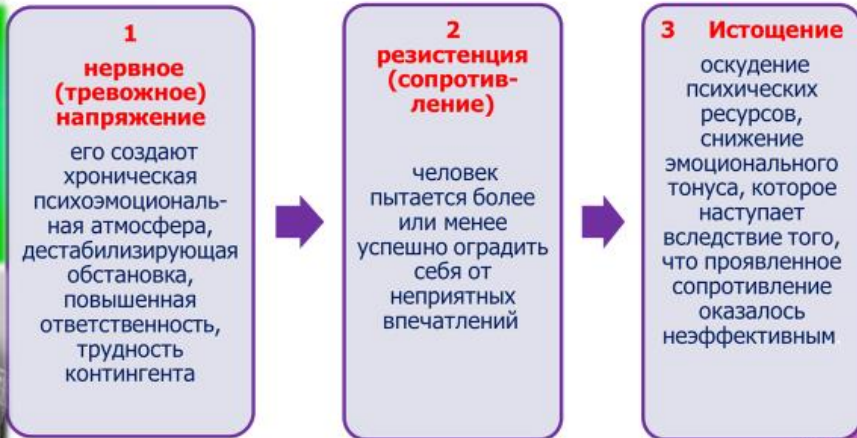 1
нервное
(тревожное)
напряжение
его создают
хроническая
психоэмоциональ-
ная атмосфера,
дестабилизирующая
обстановка,
повышенная
ответственность,
трудность
контингента
2
резистенция
(сопротив-
ление)
человек
пытается более
или менее
успешно оградить
себя от
неприятных
впечатлений
3 Истощение
оскудение
психических
ресурсов,
снижение
эмоционального
тонуса, которое
наступает
вследствие того,
что проявленное
сопротивление
оказалось
неэффективным